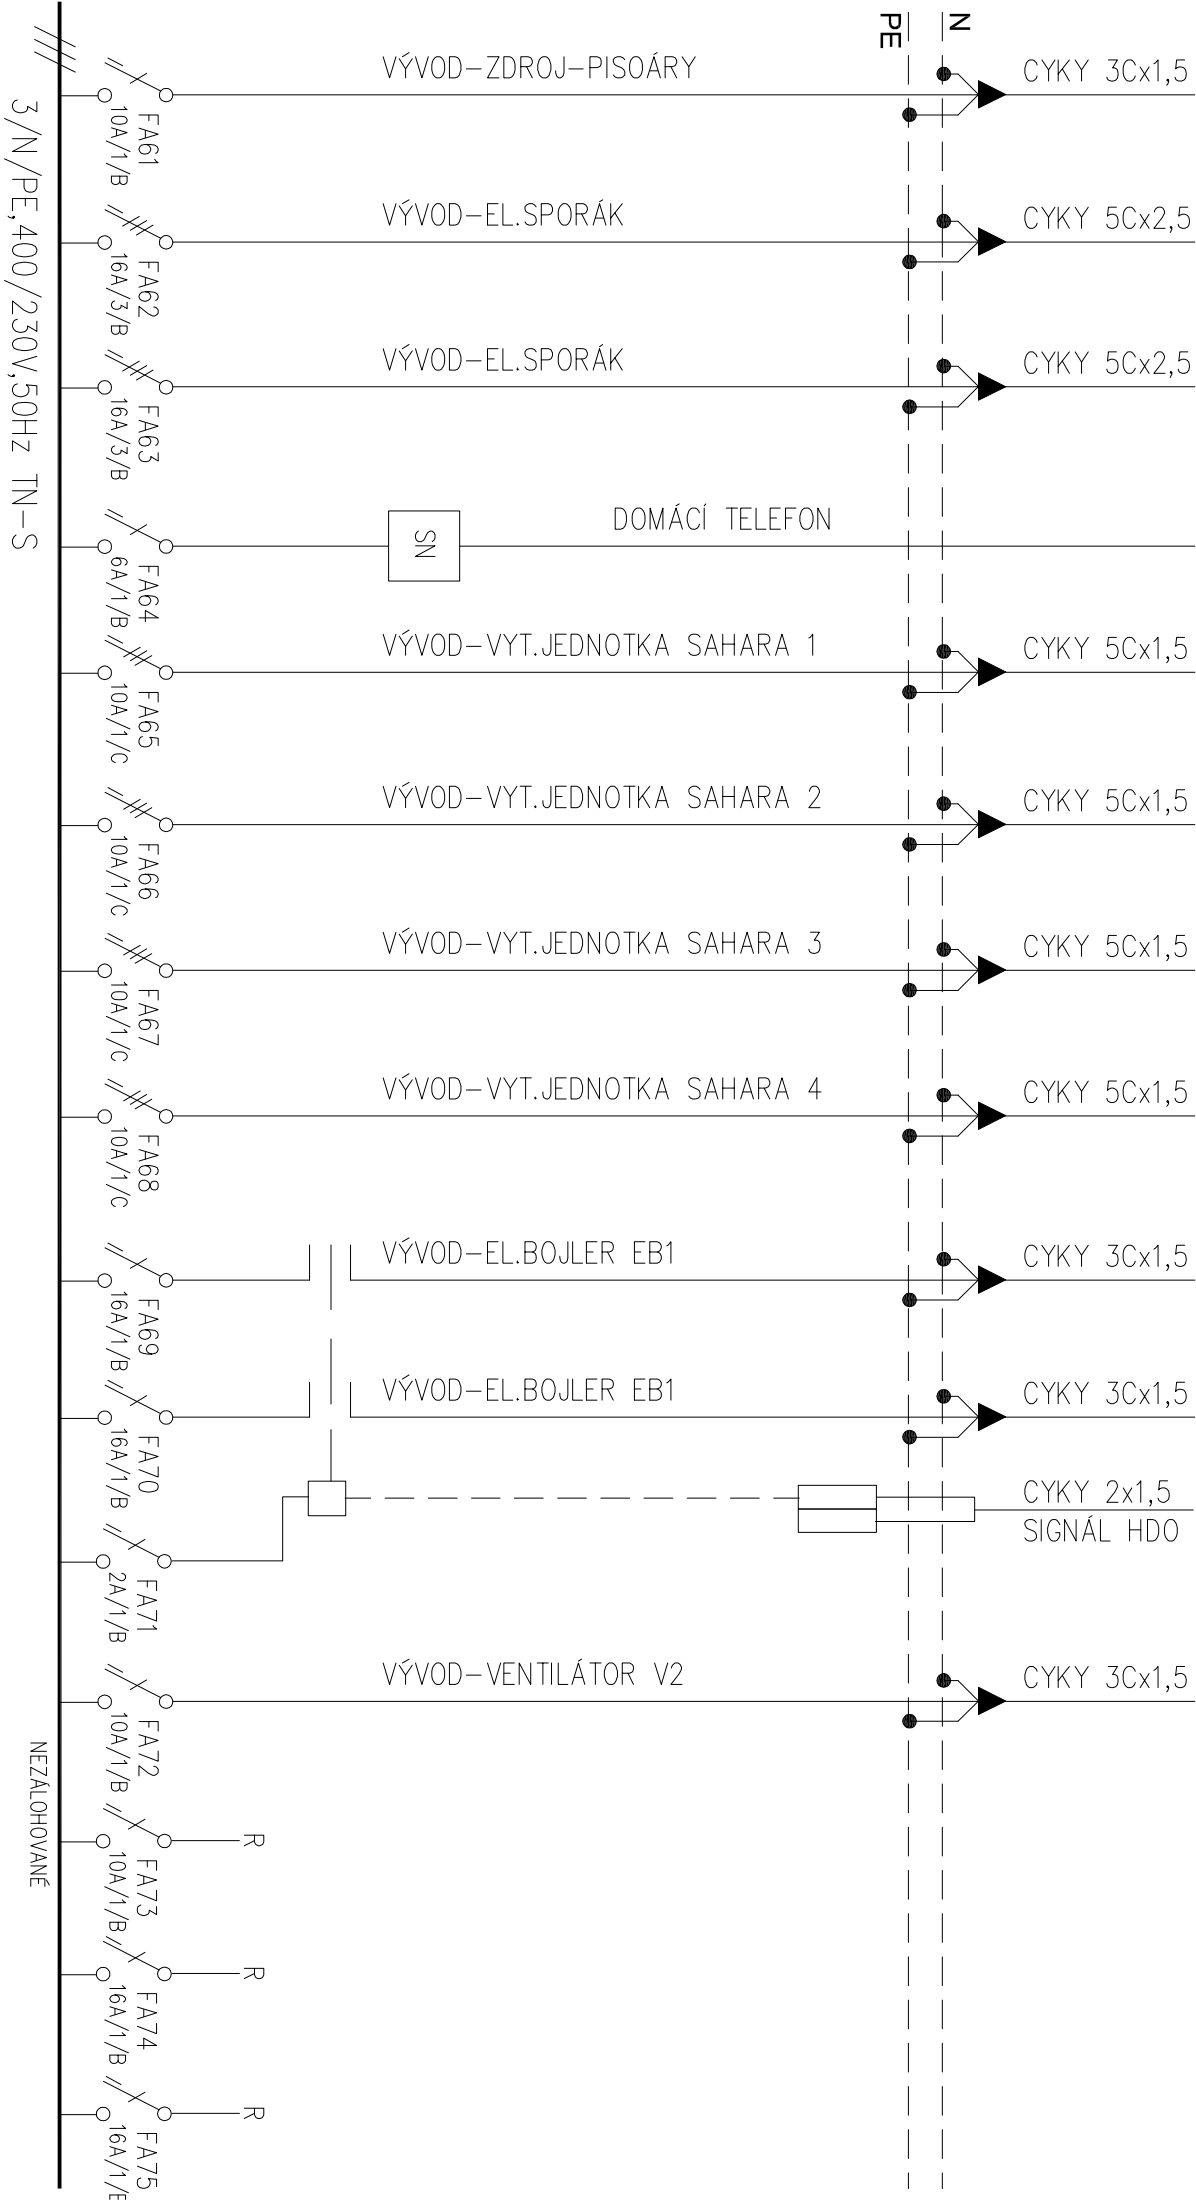 N
PE
VÝVOD-ZDROJ-PISOÁRY
CYKY 3Cx1,5
FA61
10A/1/B
3/N/PE,400/230V,50Hz TN-S
VÝVOD-EL.SPORÁK
CYKY 5Cx2,5
FA62
16A/3/B
VÝVOD-EL.SPORÁK
CYKY 5Cx2,5
FA63
16A/3/B
DOMÁCÍ TELEFON
SN
FA64
6A/1/B
VÝVOD-VYT.JEDNOTKA SAHARA 1
CYKY 5Cx1,5
FA65
10A/1/C
VÝVOD-VYT.JEDNOTKA SAHARA 2
CYKY 5Cx1,5
FA66
10A/1/C
VÝVOD-VYT.JEDNOTKA SAHARA 3
CYKY 5Cx1,5
FA67
10A/1/C
VÝVOD-VYT.JEDNOTKA SAHARA 4
CYKY 5Cx1,5
FA68
10A/1/C
VÝVOD-EL.BOJLER EB1
CYKY 3Cx1,5
FA69
16A/1/B
VÝVOD-EL.BOJLER EB1
CYKY 3Cx1,5
FA70
16A/1/B
CYKY 2x1,5
SIGNÁL HDO
FA71
2A/1/B
VÝVOD-VENTILÁTOR V2
CYKY 3Cx1,5
FA72
10A/1/B
NEZÁLOHOVANÉ
R
FA73
10A/1/B
R
FA74
16A/1/B
R
FA75
16A/1/B